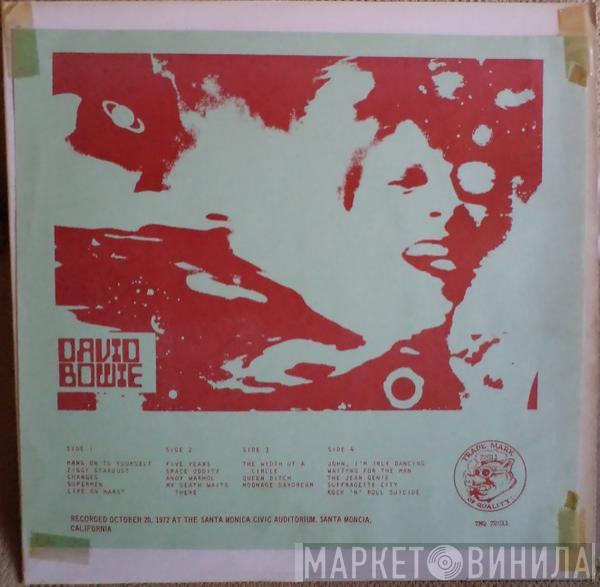 DAVID
BOWIE
SIDE 1
HANG ON TO YOURSELF
ZIGGY STARDUST
CHANGES
SUPERMEN
LIFE ON MARS"
SIDE 2
FIVE YEARS
SPACE ODDITY
ANDY WARHOL
MY DEATH WAITS
THERE
SIDE 3
THE WIDTH OF A
CIRCLE
QUEEN BITCH
MOONAGE DAYDREAM
SIDE 4
JOHN, I'M ONLY DANCING
WAITING FOR THE MAN
THE JEAN GENIE
SUFFRAGETTE CITY
ROCK 'N' ROLL SUICIDE
TRADE MARK
72011
OF QUALITY
TMQ 72011
RECORDED OCTOBER 20, 1972 AT THE SANTA MONICA CIVIC AUDITORIUM, SANTA MONCIA,
CALIFORNIA
МАРКЕТ ВИНИЛА